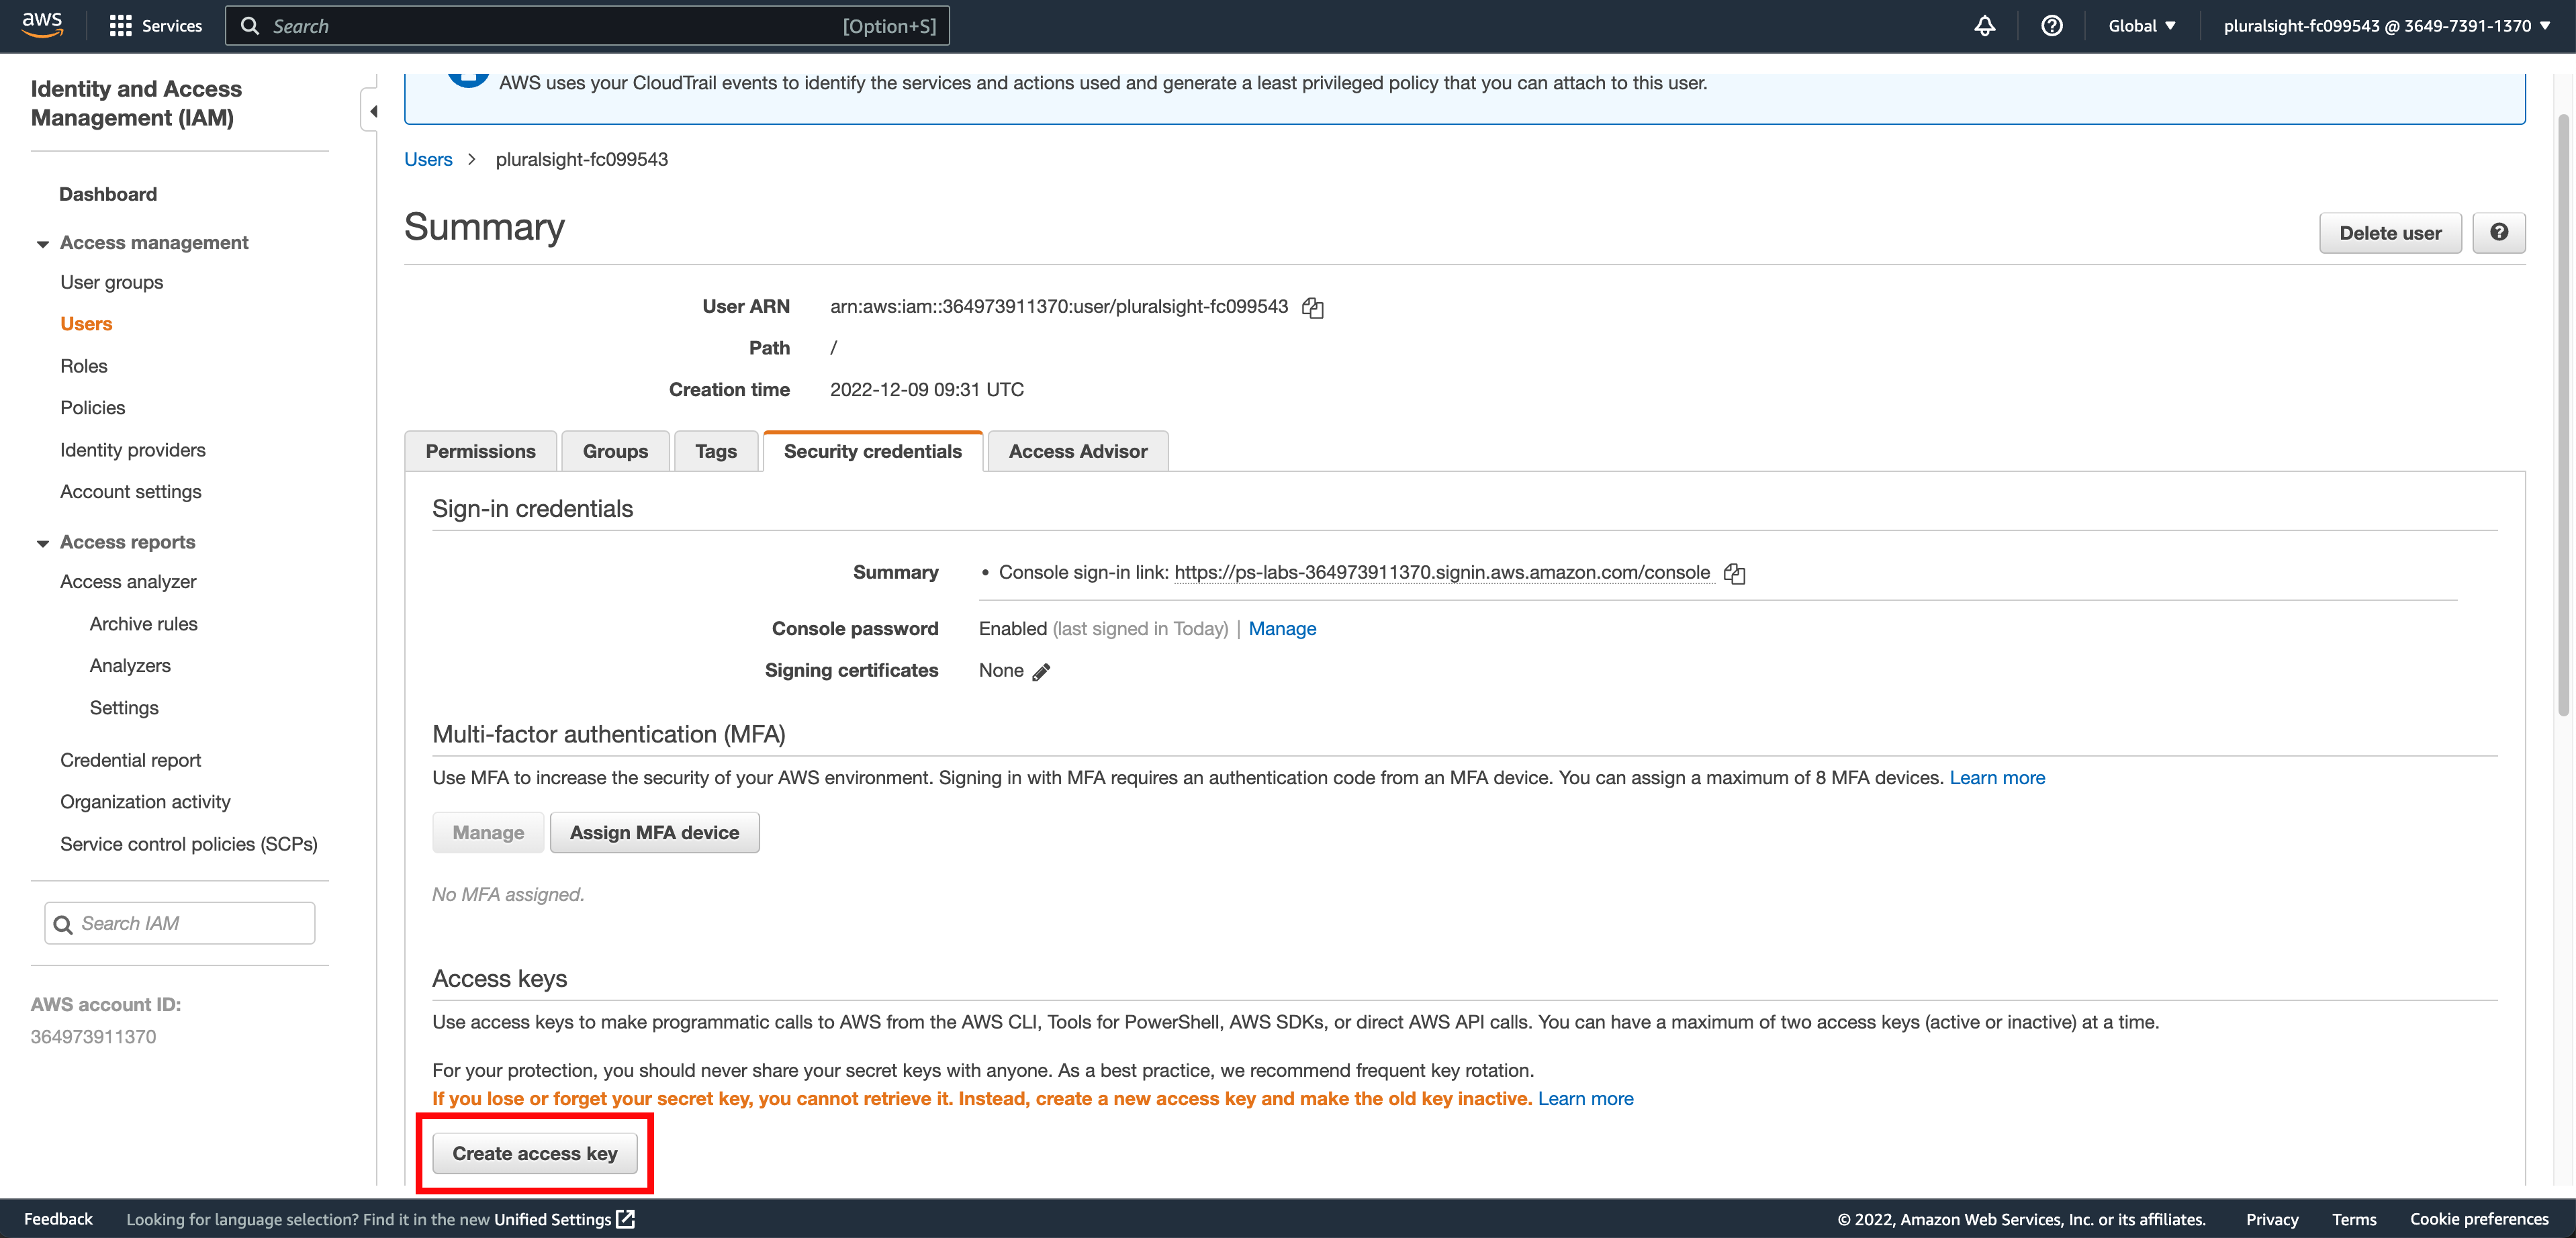 aws
Services
Search
[Option+S]
Global
pluralsight-fc099543 @ 3649-7391-1370
Identity and Access
Management (IAM)
Dashboard
Access management
User groups
Users
Roles
Policies
Identity providers
Account settings
Access reports
Access analyzer
Archive rules
Analyzers
Settings
Credential report
Organization activity
Service control policies (SCPs)
Search IAM
AWS account ID:
364973911370
AWS uses your CloudTrail events to identify the services and actions used and generate a least privileged policy that you can attach to this user.
Users > pluralsight-fc099543
Summary
Delete user
User ARN arn:aws:iam::364973911370:user/pluralsight-fc099543
Path /
Creation time 2022-12-09 09:31 UTC
Permissions
Groups
Tags
Security credentials
Access Advisor
Sign-in credentials
Summary • Console sign-in link: https://ps-labs-364973911370.signin.aws.amazon.com/console
Console password Enabled (last signed in Today) | Manage
Signing certificates None
Multi-factor authentication (MFA)
Use MFA to increase the security of your AWS environment. Signing in with MFA requires an authentication code from an MFA device. You can assign a maximum of 8 MFA devices. Learn more
Manage
Assign MFA device
No MFA assigned.
Access keys
Use access keys to make programmatic calls to AWS from the AWS CLI, Tools for PowerShell, AWS SDKs, or direct AWS API calls. You can have a maximum of two access keys (active or inactive) at a time.
For your protection, you should never share your secret keys with anyone. As a best practice, we recommend frequent key rotation.
If you lose or forget your secret key, you cannot retrieve it. Instead, create a new access key and make the old key inactive. Learn more
Create access key
Feedback
Looking for language selection? Find it in the new Unified Settings
© 2022, Amazon Web Services, Inc. or its affiliates.
Privacy
Terms
Cookie preferences